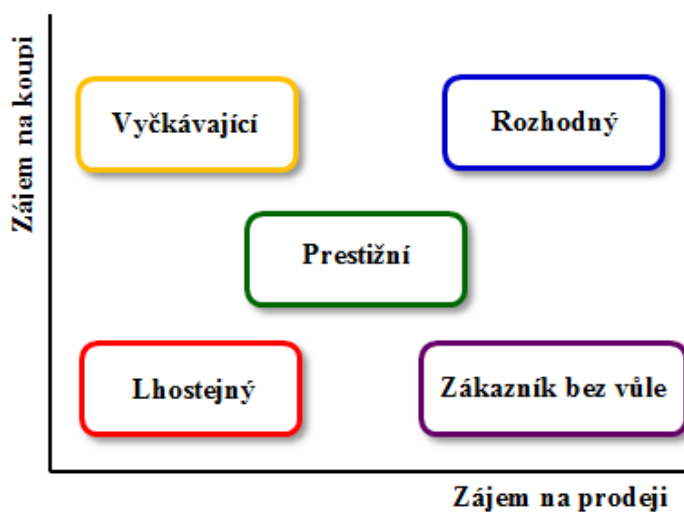 Zájem na koupi
Vyčkávající
Rozhodný
Prestižní
Lhostejný
Zákazník bez vůle
Zájem na prodeji